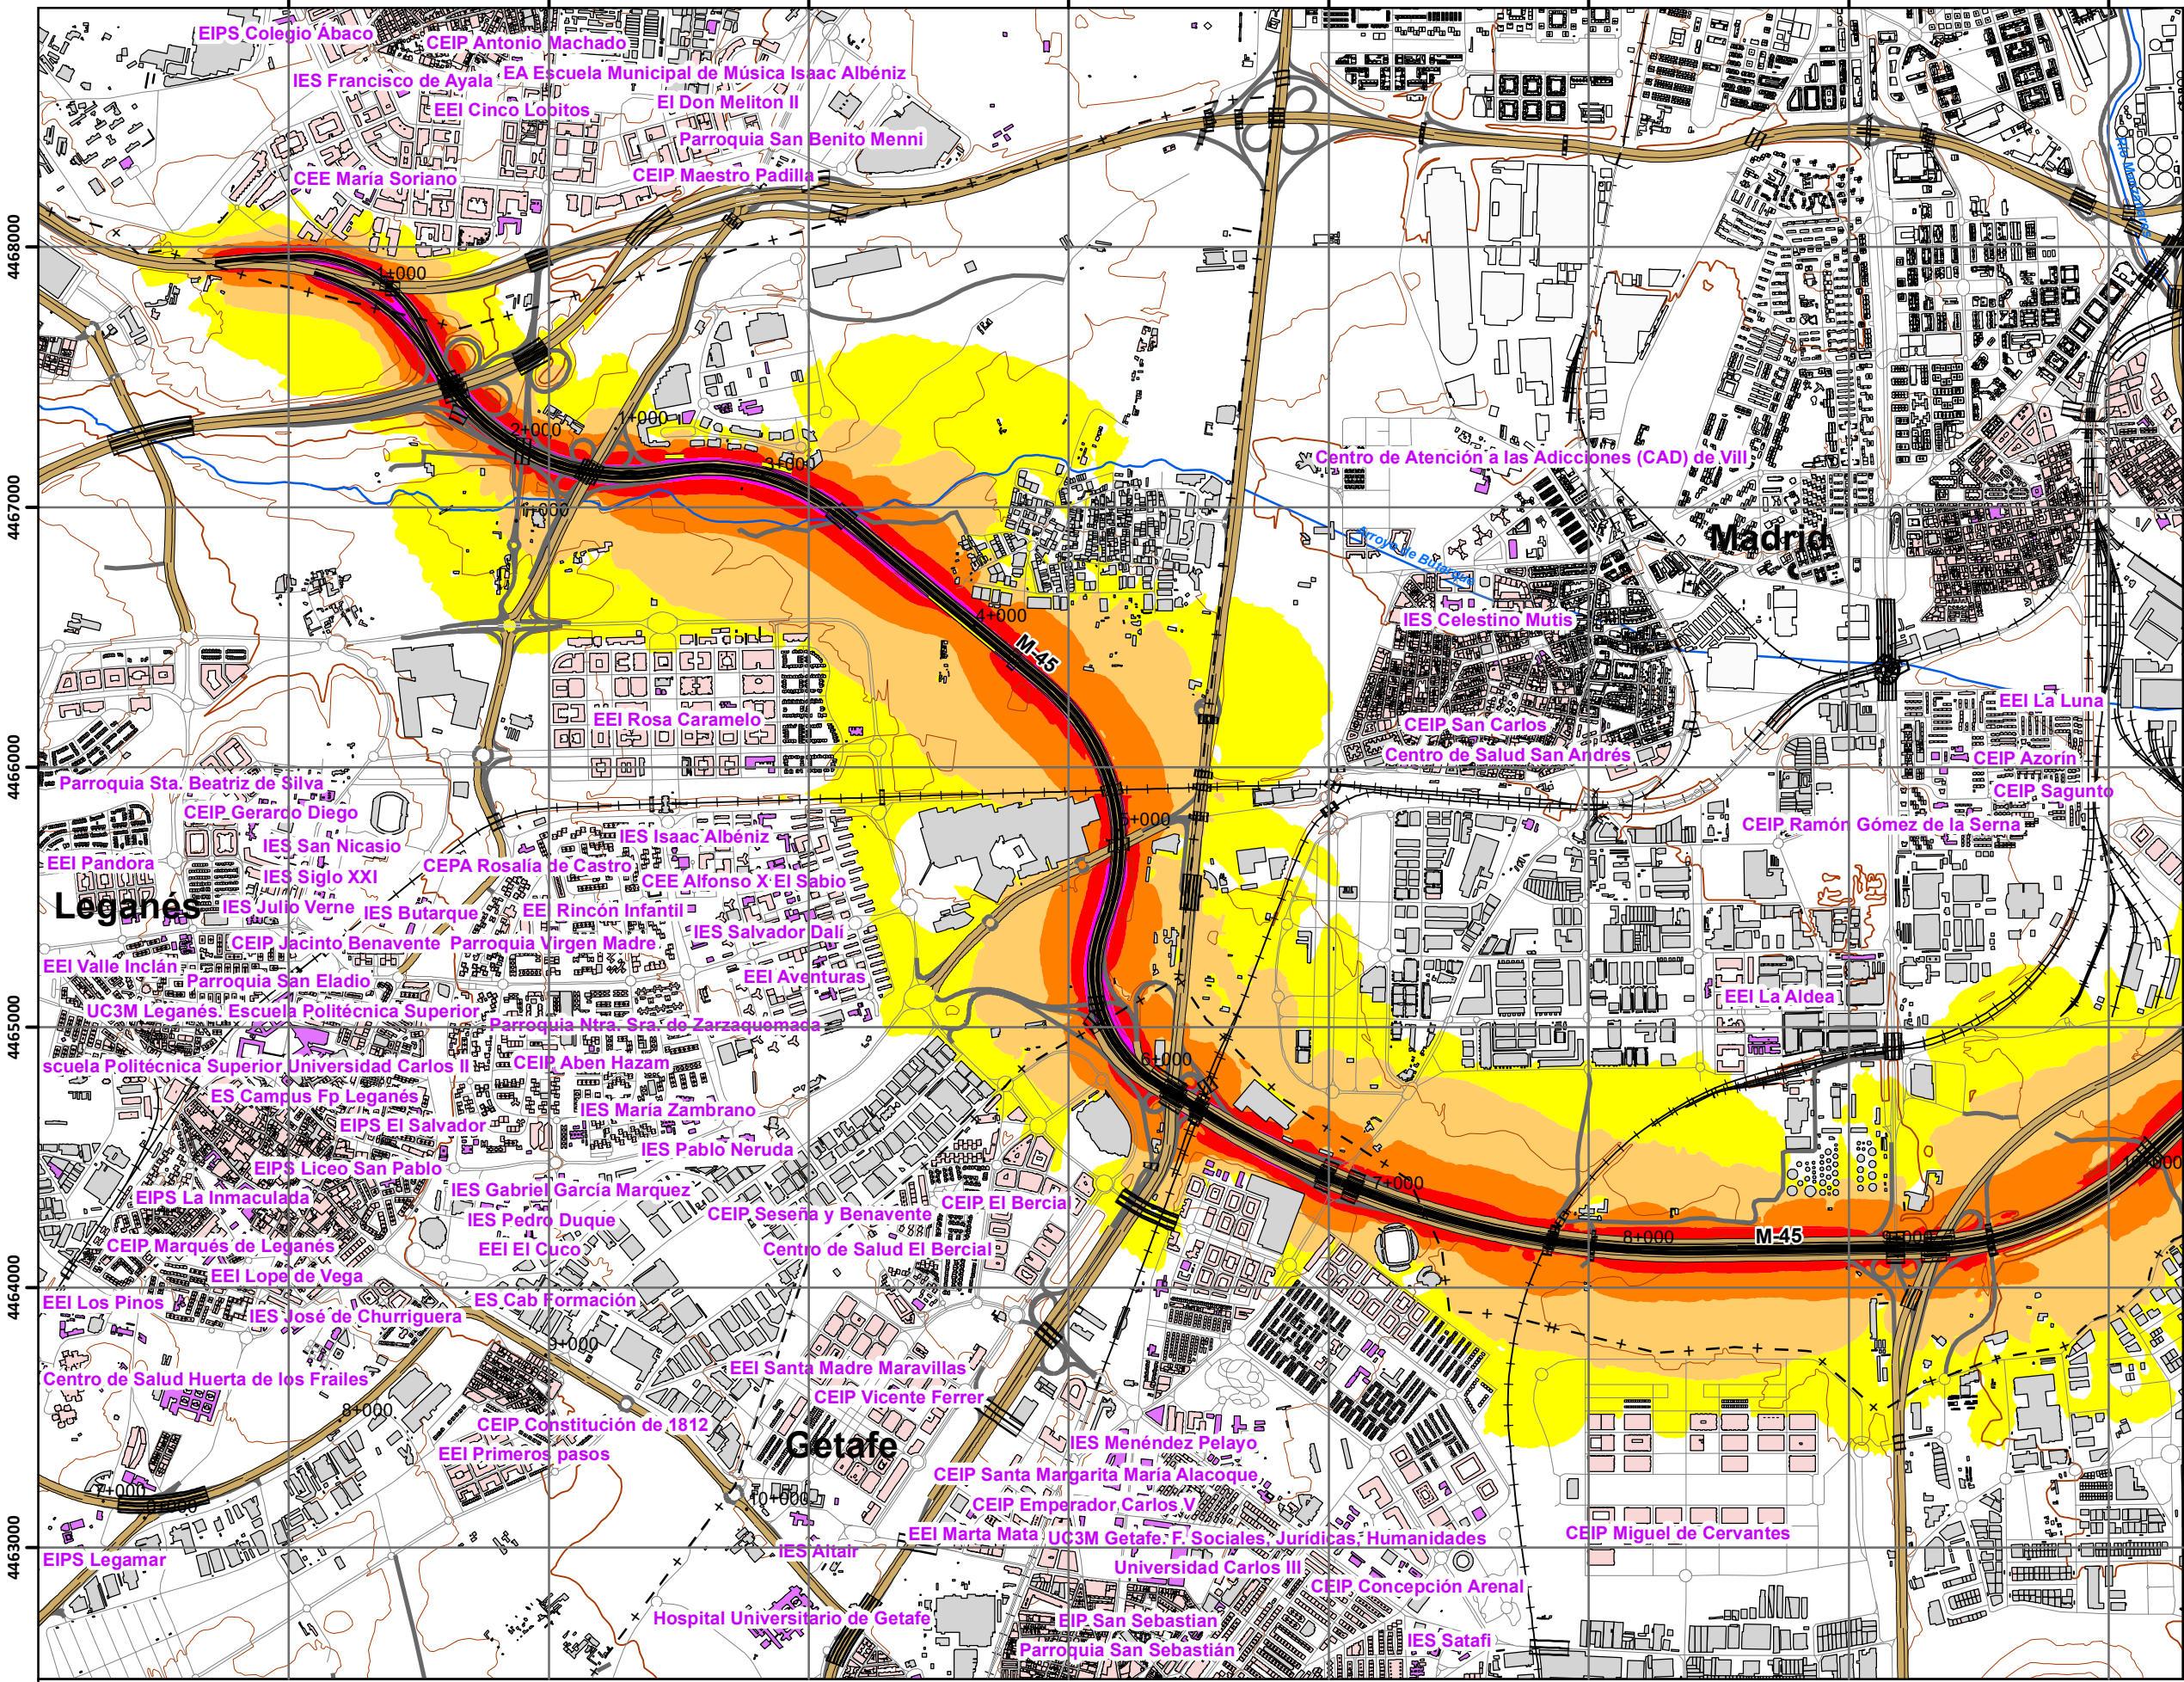 EIPS Colegio Ábaco
CEIP Antonio Machado
EA Escuela Municipal de Música Isaac Albéniz
IES Francisco de Ayala
EI Don Meliton II
EEI Cinco Lobitos
Parroquia San Benito Menni
CEIP Maestro Padilla
CEE María Soriano
Río Manzanares
4468000
1+000
1+000
2+000
3+000
Centro de Atención a las Adicciones (CAD) de Vill
4467000
1+000
Arroyo de Butarque
Madrid
4+000
IES Celestino Mutis
M-45
EEI La Luna
EEI Rosa Caramelo
CEIP San Carlos
Centro de Salud San Andrés
CEIP Azorín
4466000
Parroquia Sta. Beatriz de Silva
CEIP Sagunto
CEIP Gerardo Diego
5+000
CEIP Ramón Gómez de la Serna
IES Isaac Albéniz
IES San Nicasio
EEI Pandora
CEPA Rosalía de Castro
IES Siglo XXI
CEE Alfonso X El Sabio
Leganés
IES Julio Verne
IES Butarque
EEI Rincón Infantil
IES Salvador Dalí
CEIP Jacinto Benavente
Parroquia Virgen Madre
EEI Valle Inclán
EEI Aventuras
Parroquia San Eladio
EEI La Aldea
4465000
UC3M Leganés. Escuela Politécnica Superior
Parroquia Ntra. Sra. de Zarzaquemada
6+000
scuela Politécnica Superior Universidad Carlos II
CEIP Aben Hazam
ES Campus Fp Leganés
IES María Zambrano
EIPS El Salvador
IES Pablo Neruda
10+000
EIPS Liceo San Pablo
7+000
IES Gabriel García Marquez
EIPS La Inmaculada
CEIP El Bercial
CEIP Seseña y Benavente
IES Pedro Duque
8+000
M-45
9+000
CEIP Marqués de Leganés
EEI El Cuco
Centro de Salud El Bercial
4464000
EEI Lope de Vega
EEI Los Pinos
ES Cab Formación
IES José de Churriguera
9+000
EEI Santa Madre Maravillas
Centro de Salud Huerta de los Frailes
CEIP Vicente Ferrer
8+000
CEIP Constitución de 1812
Getafe
IES Menéndez Pelayo
EEI Primeros pasos
CEIP Santa Margarita María Alacoque
7+000
10+000
CEIP Emperador Carlos V
EEI Marta Mata
UC3M Getafe. F. Sociales, Jurídicas, Humanidades
CEIP Miguel de Cervantes
4463000
EIPS Legamar
IES Altair
Universidad Carlos III
CEIP Concepción Arenal
Hospital Universitario de Getafe
EIP San Sebastian
IES Satafi
Parroquia San Sebastián